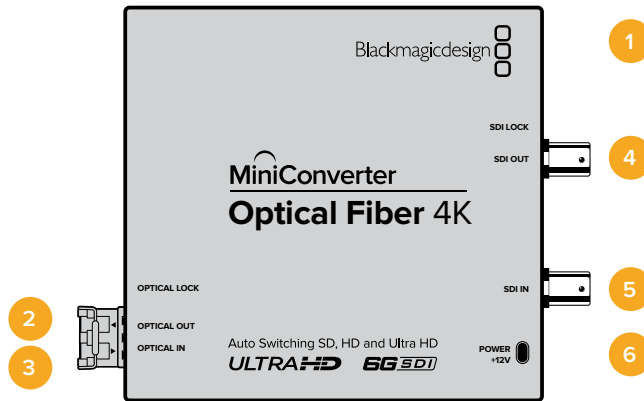 Blackmagicdesign
1
SDI LOCK
SDI OUT
4
MiniConverter
Optical Fiber 4K
OPTICAL LOCK
SDI IN
5
2
OPTICAL OUT
OPTICAL IN
3
Auto Switching SD, HD and Ultra HD
ULTRAHD 6G SDI
POWER
+12V
6